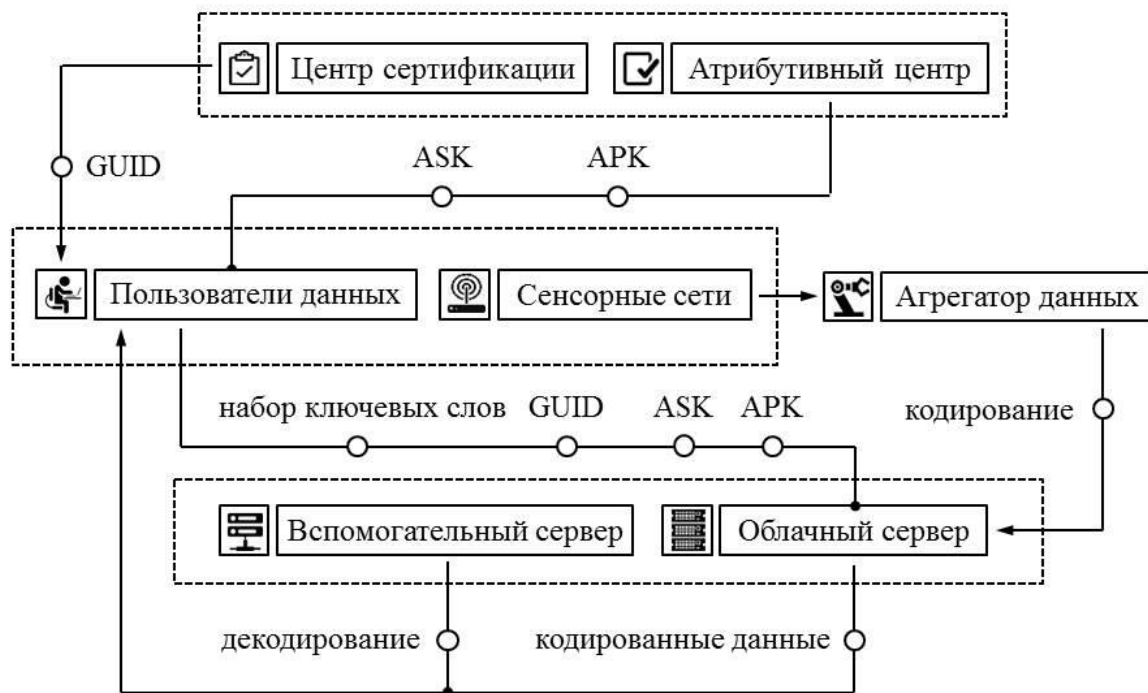 Центр сертификации
Атрибутивный центр
GUID
ASK
APK
Пользователи данных
Сенсорные сети
Агрегатор данных
набор ключевых слов
GUID
ASK
APK
кодирование
Вспомогательный сервер
Облачный сервер
декодирование
кодированные данные